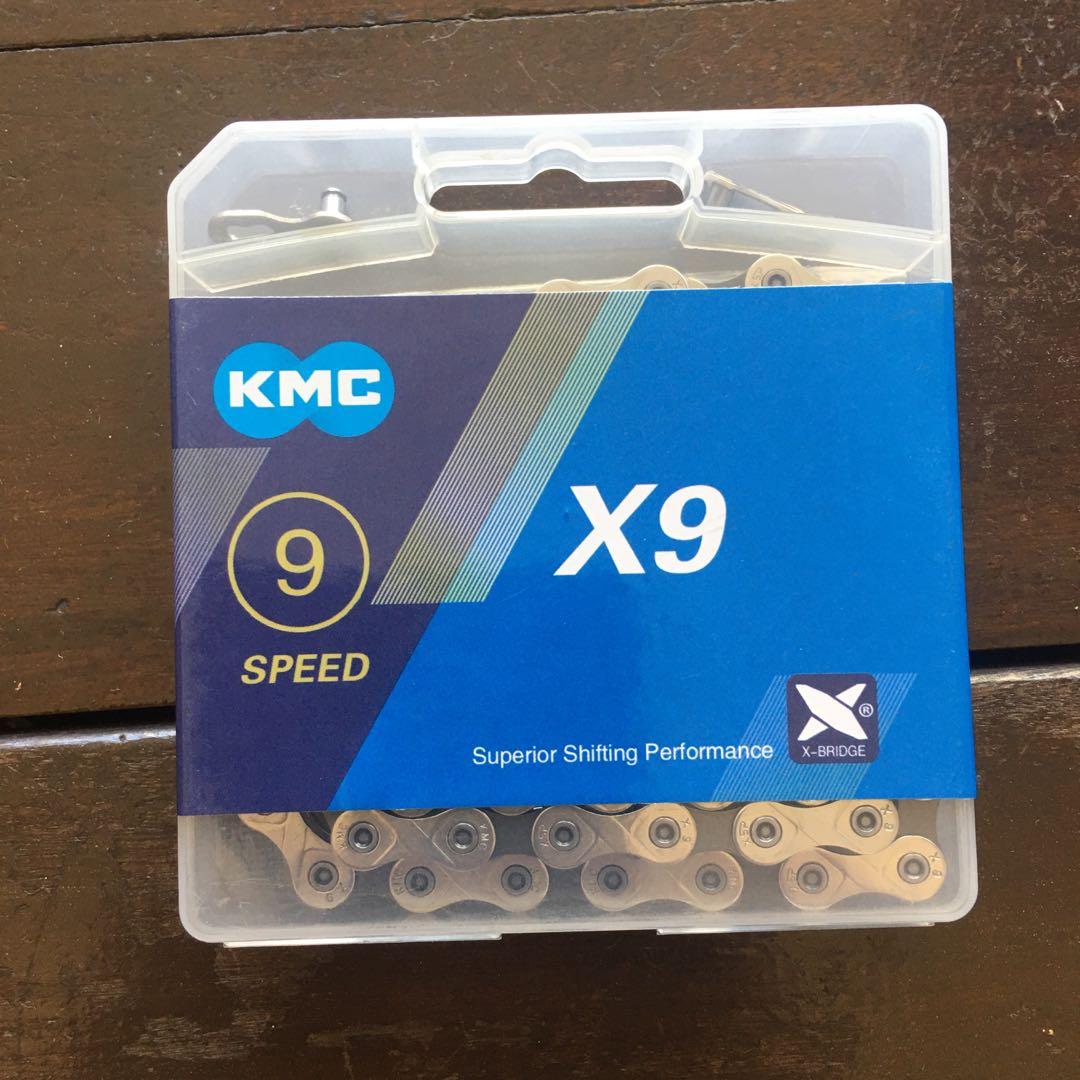 KMC
X9
9
SPEED
Superior Shifting Performance
X-BRIDGE
®